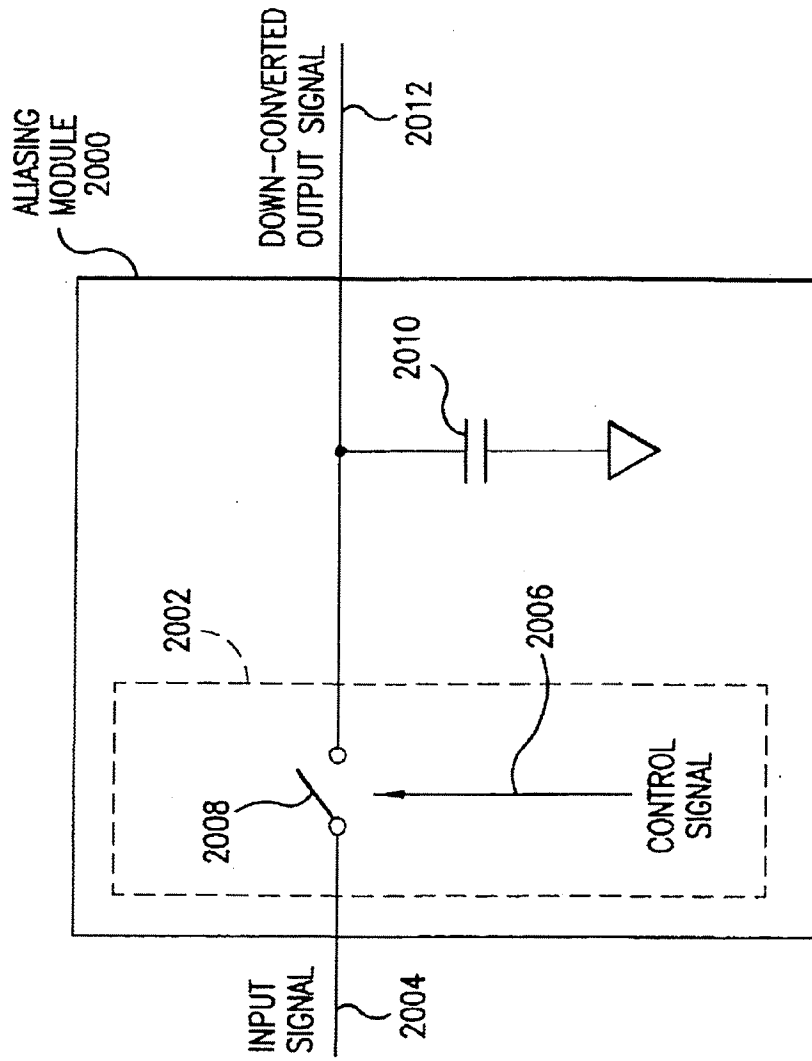 ALIASING
MODULE
2000
DOWN-CONVERTED
OUTPUT SIGNAL
2012
2002
2010
2008
2006
INPUT
SIGNAL
2004
CONTROL
SIGNAL